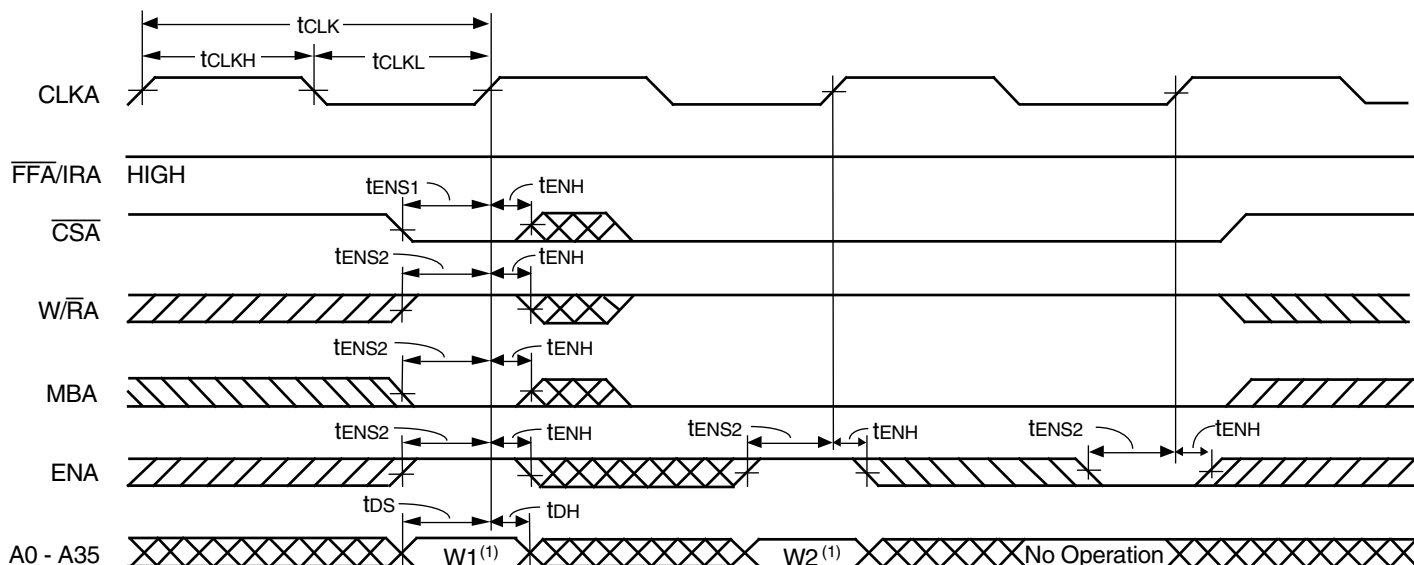 tCLK
tCLKH tCLKL
CLKA
FFA/IRA HIGH
tENS1 tENH
CSA
tENS2 tENH
W/RA
tENS2 tENH
MBA
tENS2 tENH tENS2 tENH tENS2 tENH
ENA
tDS tDH
A0 - A35 W1(1) W2(1) No Operation